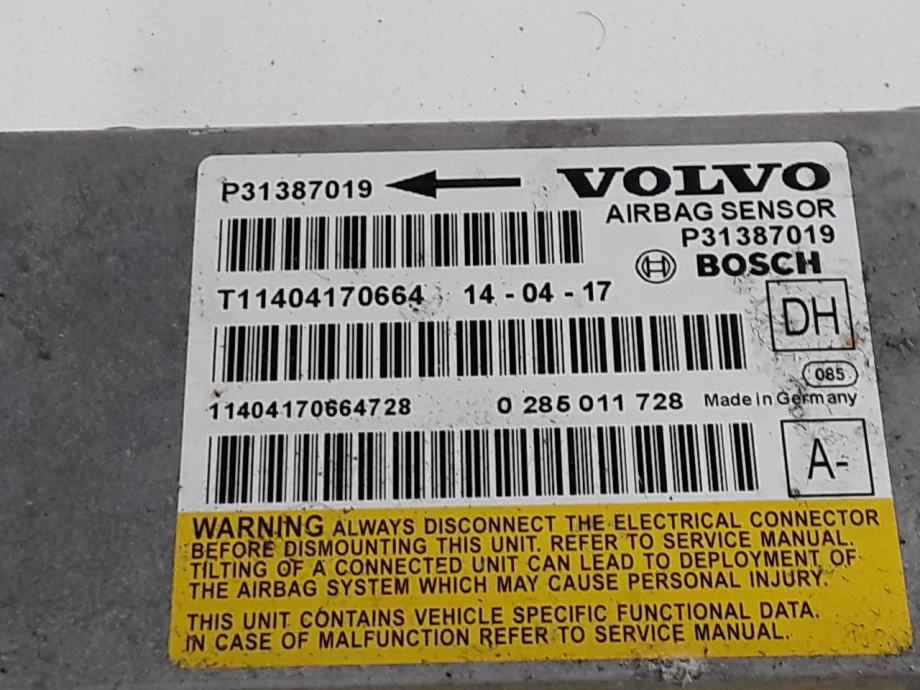 P31387019 VOLVO
AIRBAG SENSOR
P31387019
BOSCH
T11404170664 14 - 04 - 17
DH
085
11404170664728 0 285 011 728 Made in Germany
A-
WARNING ALWAYS DISCONNECT THE ELECTRICAL CONNECTOR
BEFORE DISMOUNTING THIS UNIT. REFER TO SERVICE MANUAL.
TILTING OF A CONNECTED UNIT CAN LEAD TO DEPLOYMENT OF
THE AIRBAG SYSTEM WHICH MAY CAUSE PERSONAL INJURY.
THIS UNIT CONTAINS VEHICLE SPECIFIC FUNCTIONAL DATA.
IN CASE OF MALFUNCTION REFER TO SERVICE MANUAL.